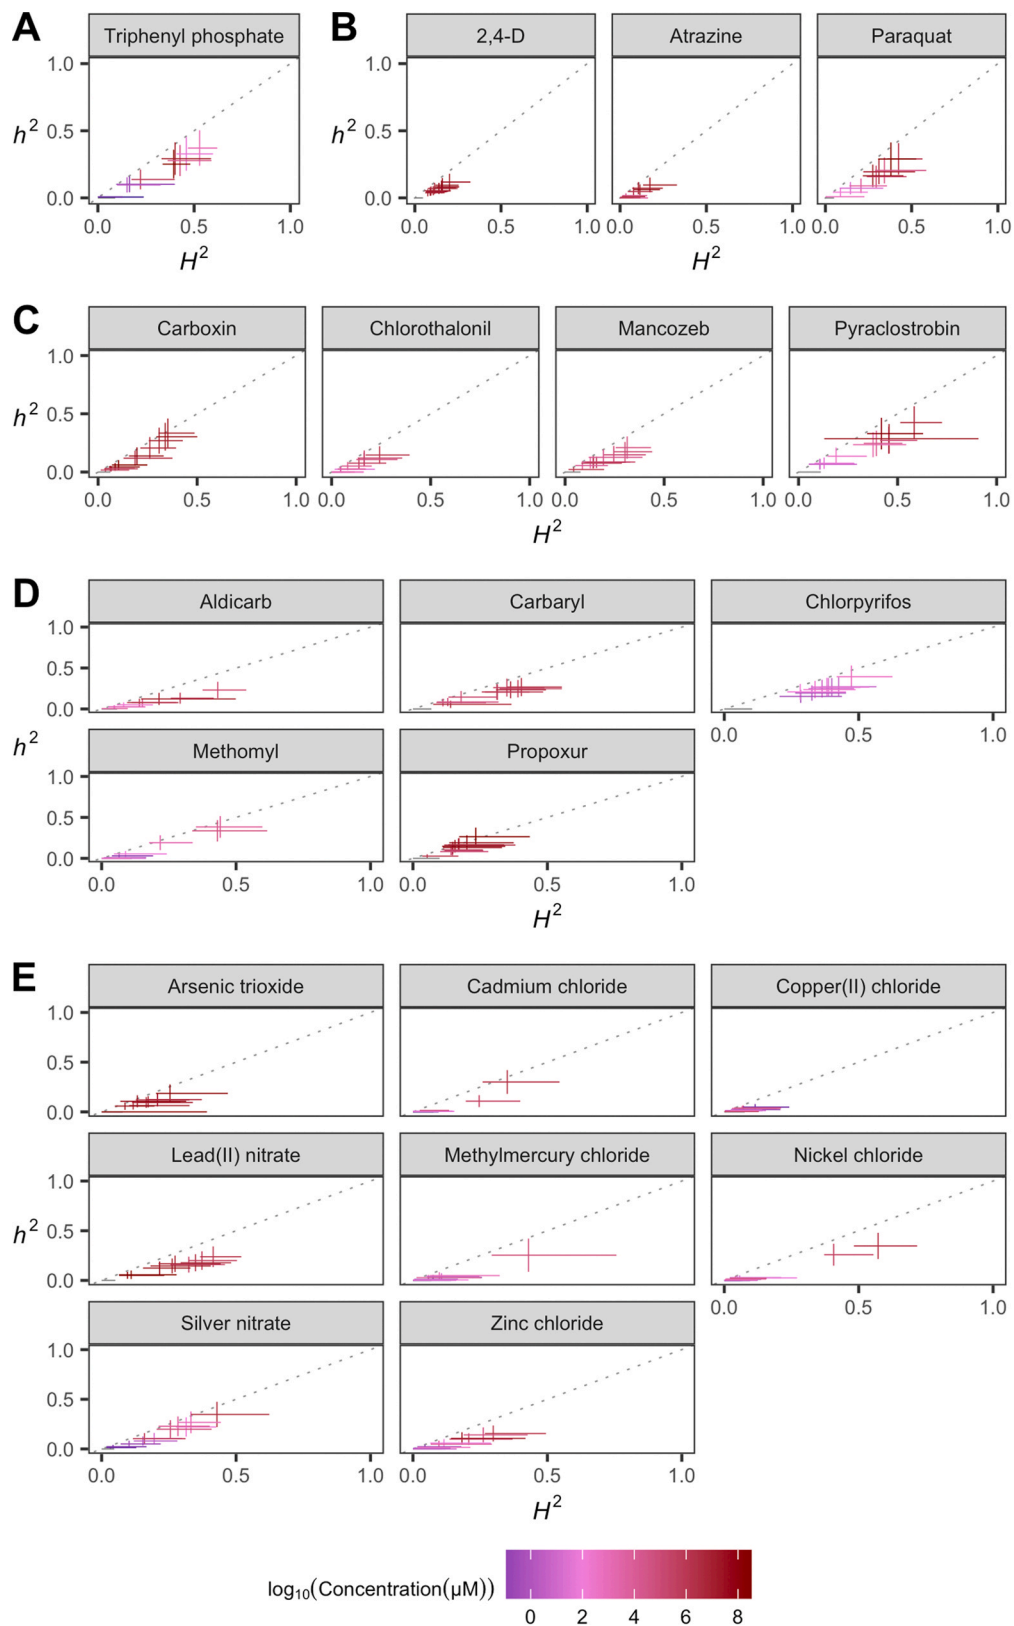 A
B
Triphenyl phosphate
2,4-D
Atrazine
Paraquat
1.0
1.0
h²
0.5
h²
0.5
0.0
0.0
0.0 0.5 1.0
0.0 0.5 1.0
0.0 0.5 1.0
0.0 0.5 1.0
H²
H²
C
Carboxin
Chlorothalonil
Mancozeb
Pyraclostrobin
1.0
h²
0.5
0.0
0.0 0.5 1.0
0.0 0.5 1.0
0.0 0.5 1.0
0.0 0.5 1.0
H²
D
Aldicarb
Carbaryl
Chlorpyrifos
1.0
0.5
0.0
0.0 0.5 1.0
h²
Methomyl
Propoxur
1.0
0.5
0.0
0.0 0.5 1.0
0.0 0.5 1.0
H²
E
Arsenic trioxide
Cadmium chloride
Copper(II) chloride
1.0
0.5
0.0
Lead(II) nitrate
Methylmercury chloride
Nickel chloride
1.0
h²
0.5
0.0
0.0 0.5 1.0
Silver nitrate
Zinc chloride
1.0
0.5
0.0
0.0 0.5 1.0
0.0 0.5 1.0
H²
log₁₀(Concentration(μM))
0 2 4 6 8